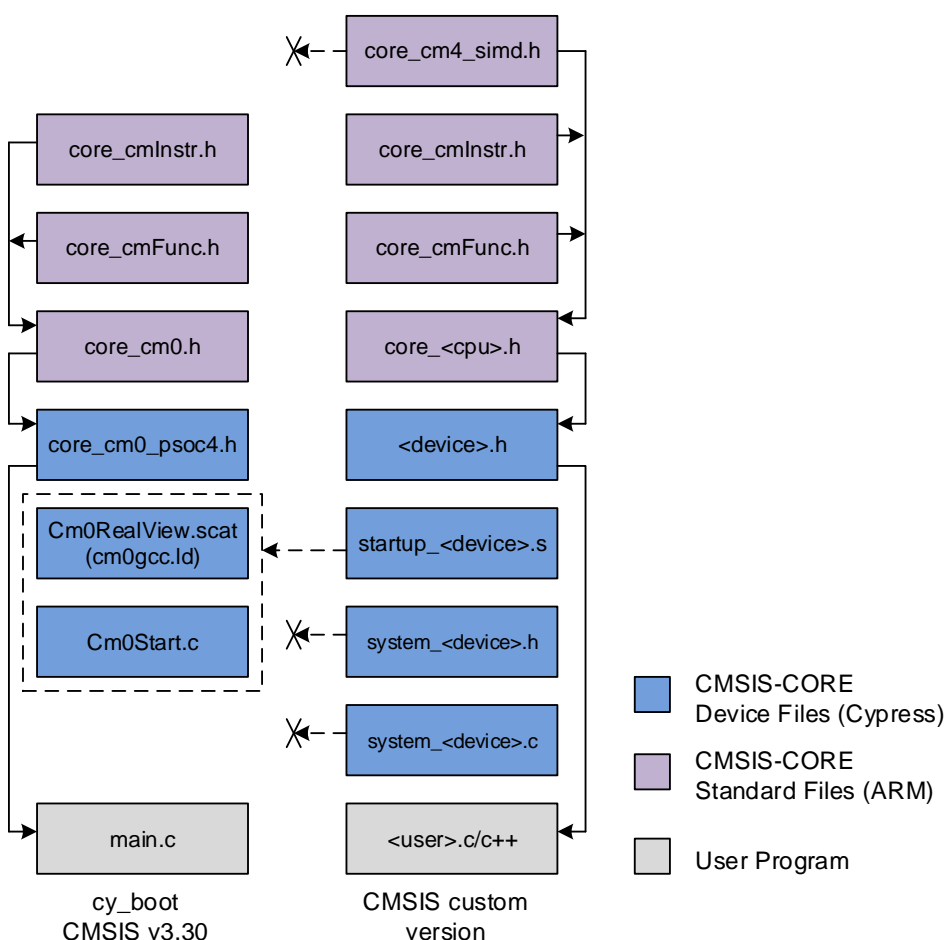 core_cm4_simd.h
core_cmInstr.h
core_cmInstr.h
core_cmFunc.h
core_cmFunc.h
core_cm0.h
core_<cpu>.h
core_cm0_psoc4.h
<device>.h
Cm0RealView.scat
(cm0gcc.ld)
startup_<device>.s
Cm0Start.c
system_<device>.h
system_<device>.c
main.c
<user>.c/c++
cy_boot
CMSIS v3.30
CMSIS custom
version
CMSIS-CORE
Device Files (Cypress)
CMSIS-CORE
Standard Files (ARM)
User Program